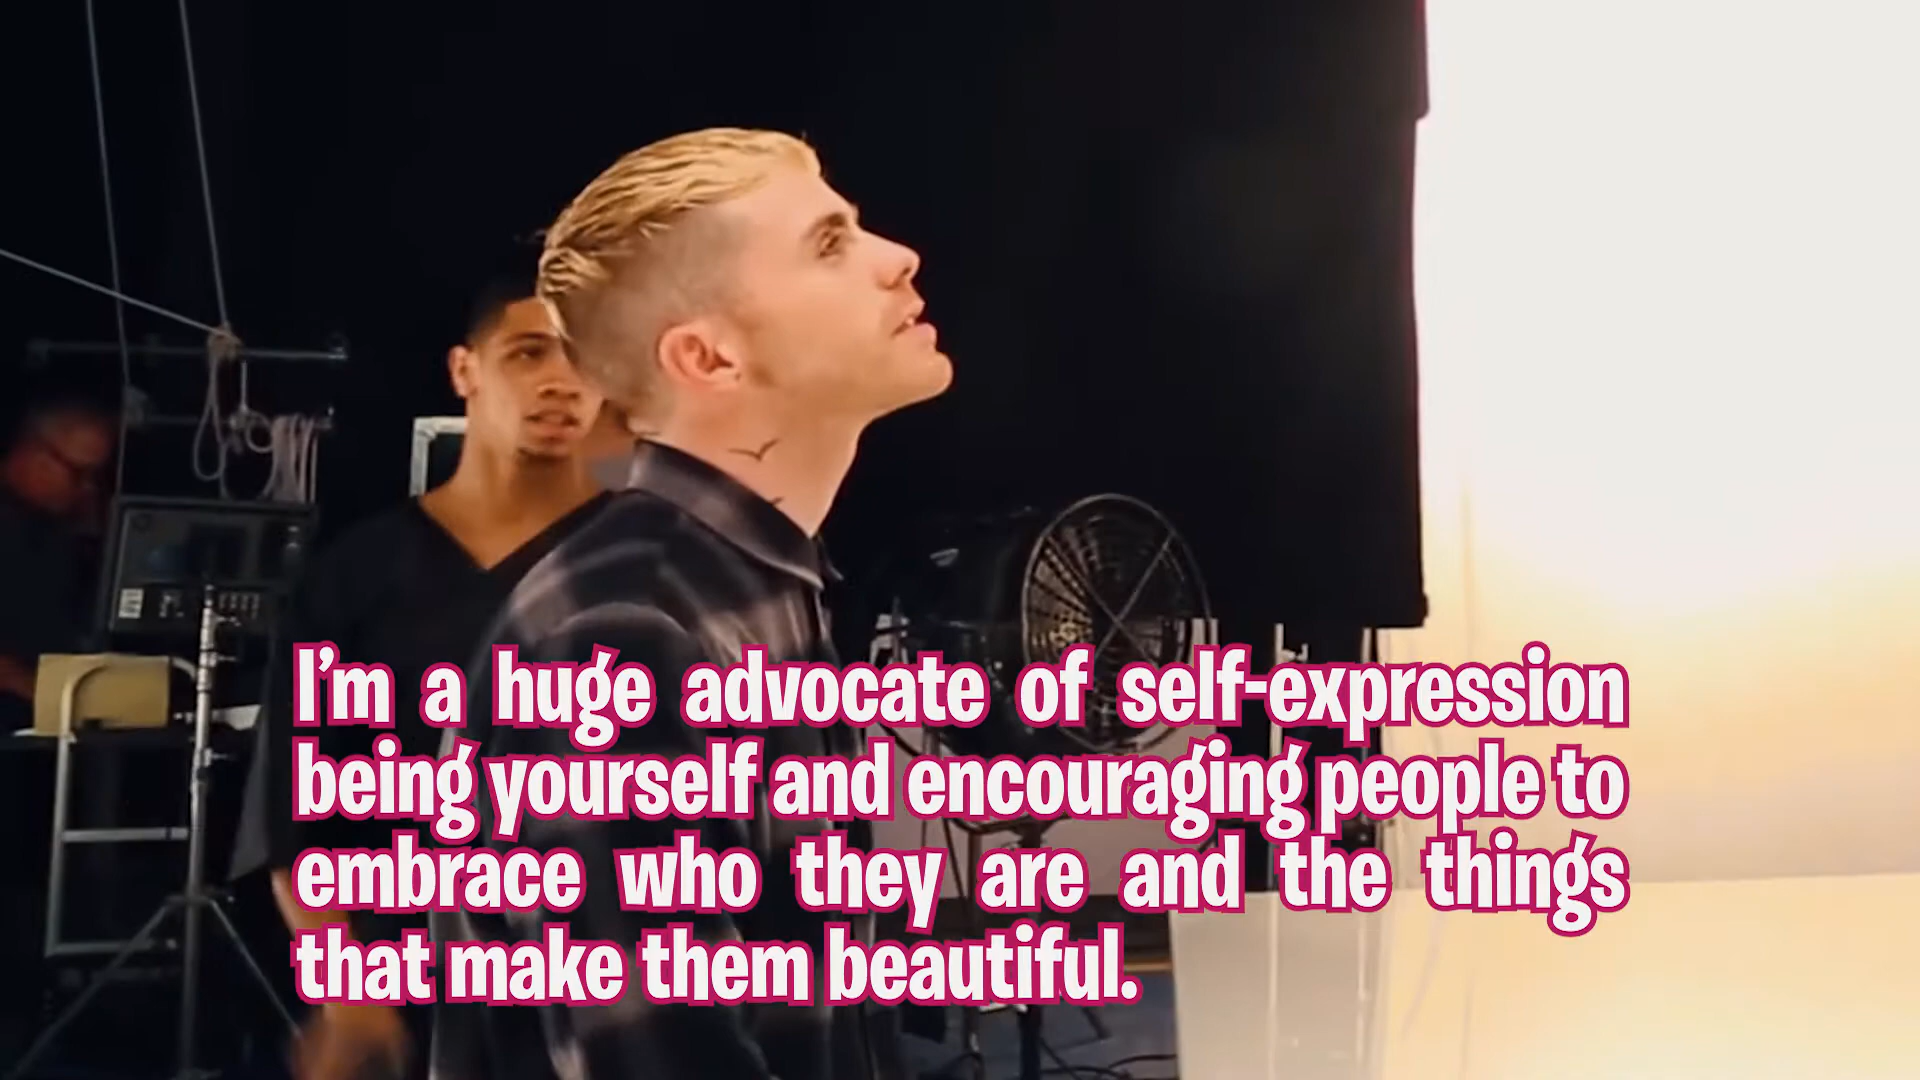 I'm a huge advocate of self-expression
being yourself and encouraging people to
embrace who they are and the things
that make them beautiful.